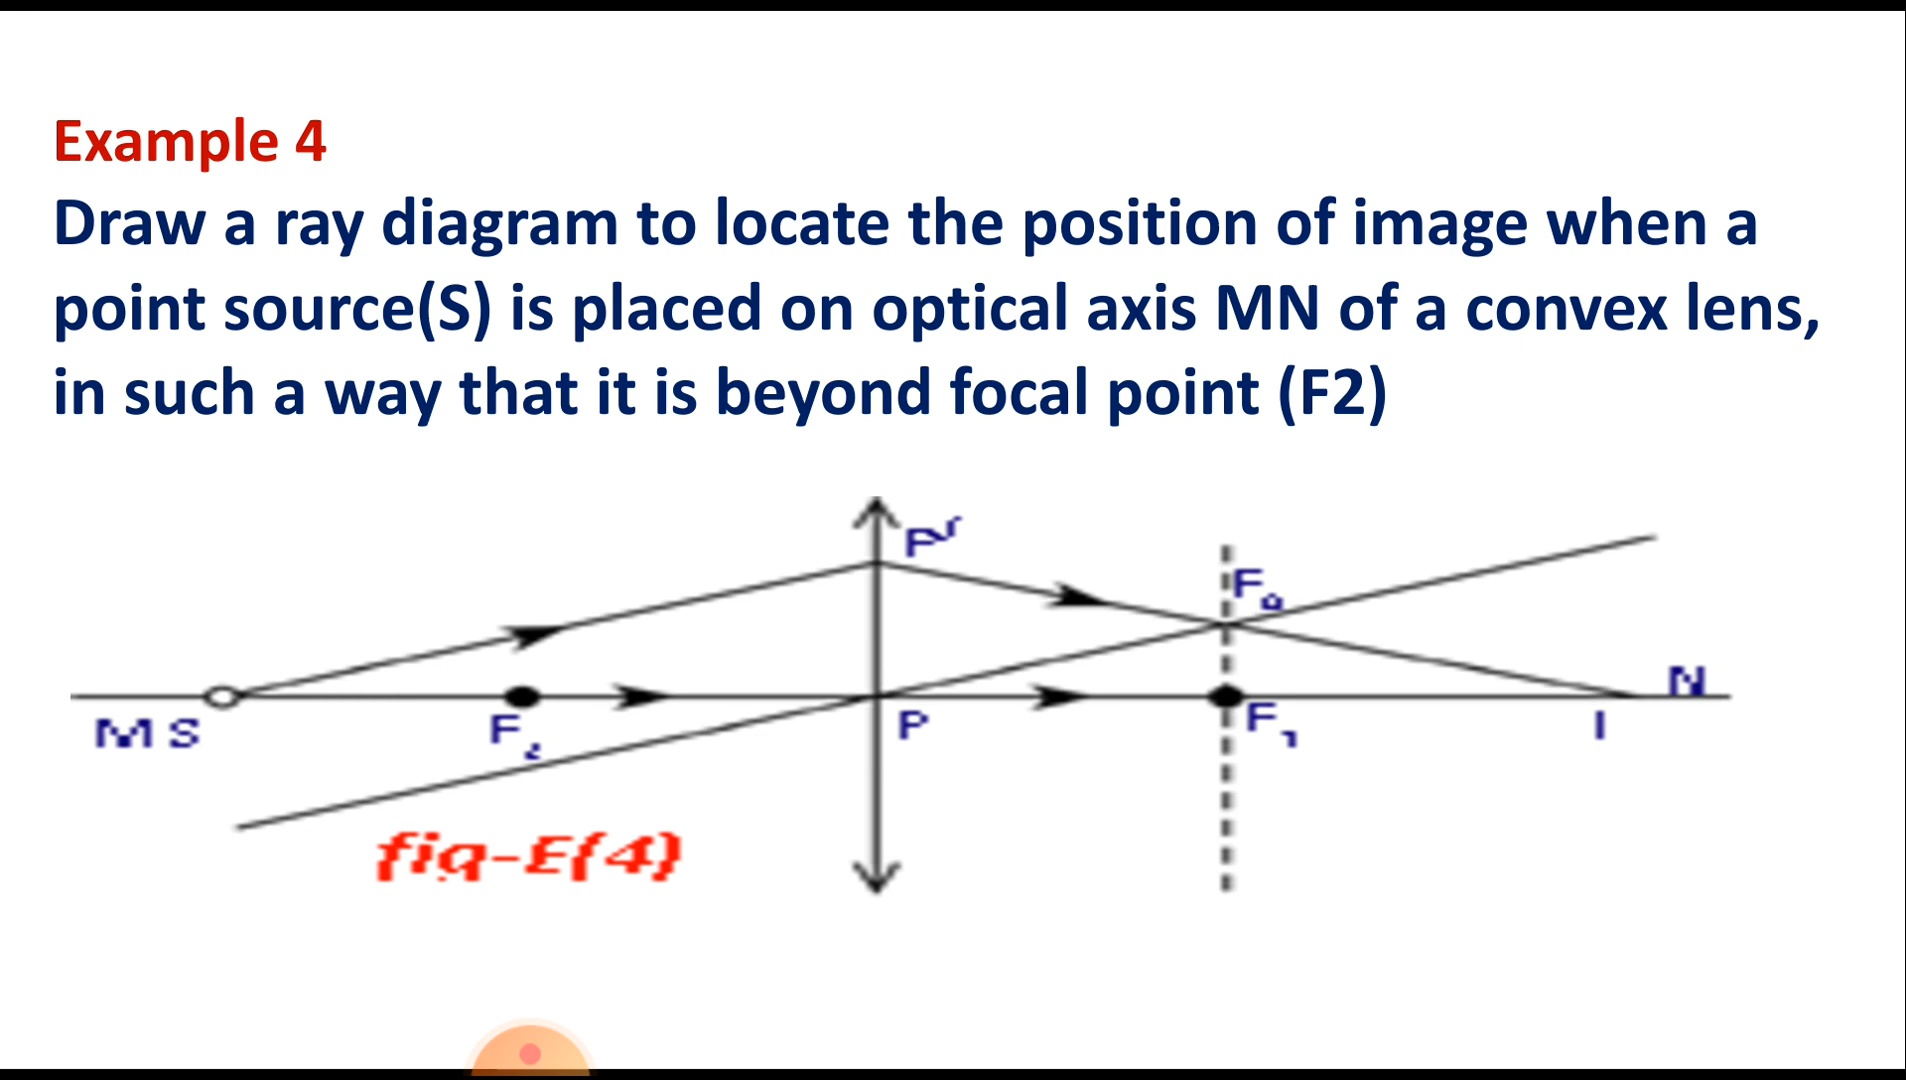 Example 4
Draw a ray diagram to locate the position of image when a
point source(S) is placed on optical axis MN of a convex lens,
in such a way that it is beyond focal point (F2)
P'
F₀
N
M S
F₂
P
F₁
I
fig-E(4)